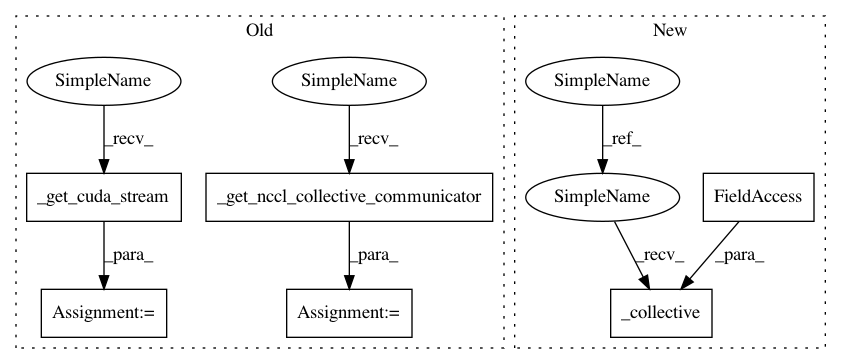 Old
New
SimpleName
SimpleName
SimpleName
_recv_
_recv_
_ref_
_get_cuda_stream
_get_nccl_collective_communicator
SimpleName
FieldAccess
_para_
_para_
_recv_
_para_
Assignment:=
Assignment:=
_collective